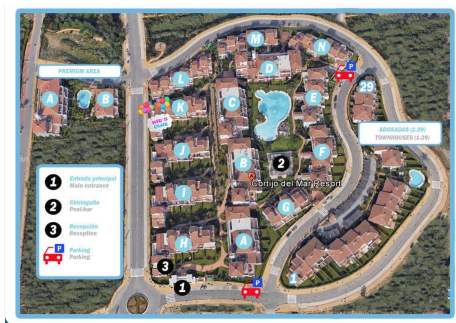 PREMIUM AREA
A
B
M
N
L
D
P
K
C
E
29
ADOSADAS (1-29)
TOWNHOUSES (1-29)
J
B
2
F
Cortijo del Mar Resort
I
G
H
A
1
3
1
P
1
Entrada principal
Main entrance
2
Chiringuito
Pool-bar
3
Recepción
Reception
P
Parking
Parking